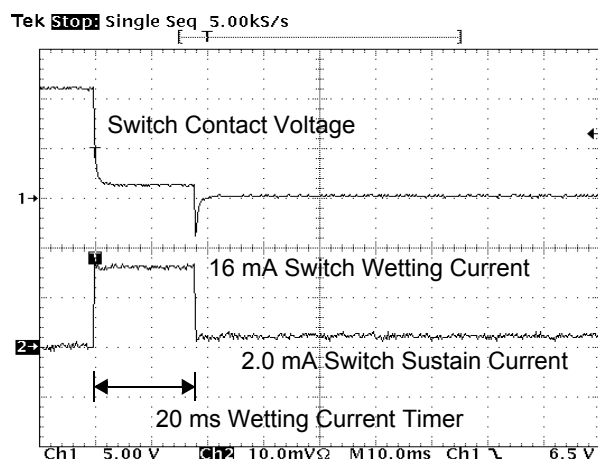 Tek Stop: Single Seq 5.00kS/s
T
Switch Contact Voltage
1
T
16 mA Switch Wetting Current
2
2.0 mA Switch Sustain Current
20 ms Wetting Current Timer
Ch1 5.00 V Ch2 10.0mVΩ M10.0ms Ch1 6.5 V